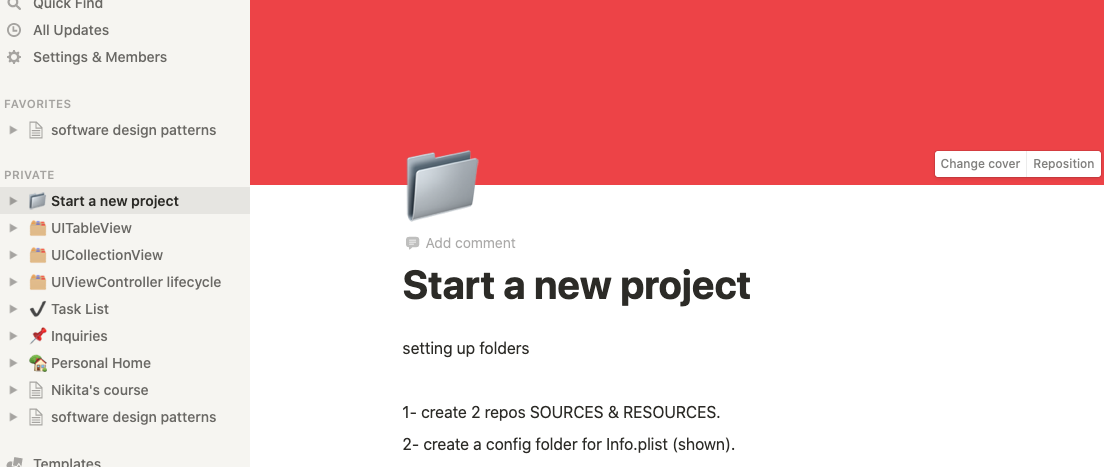 Quick Find
All Updates
Settings & Members
FAVORITES
software design patterns
PRIVATE
Start a new project
UITableView
UICollectionView
UIViewController lifecycle
Task List
Inquiries
Personal Home
Nikita's course
software design patterns
Templates
Change cover
Reposition
Add comment
Start a new project
setting up folders
1- create 2 repos SOURCES & RESOURCES.
2- create a config folder for Info.plist (shown).